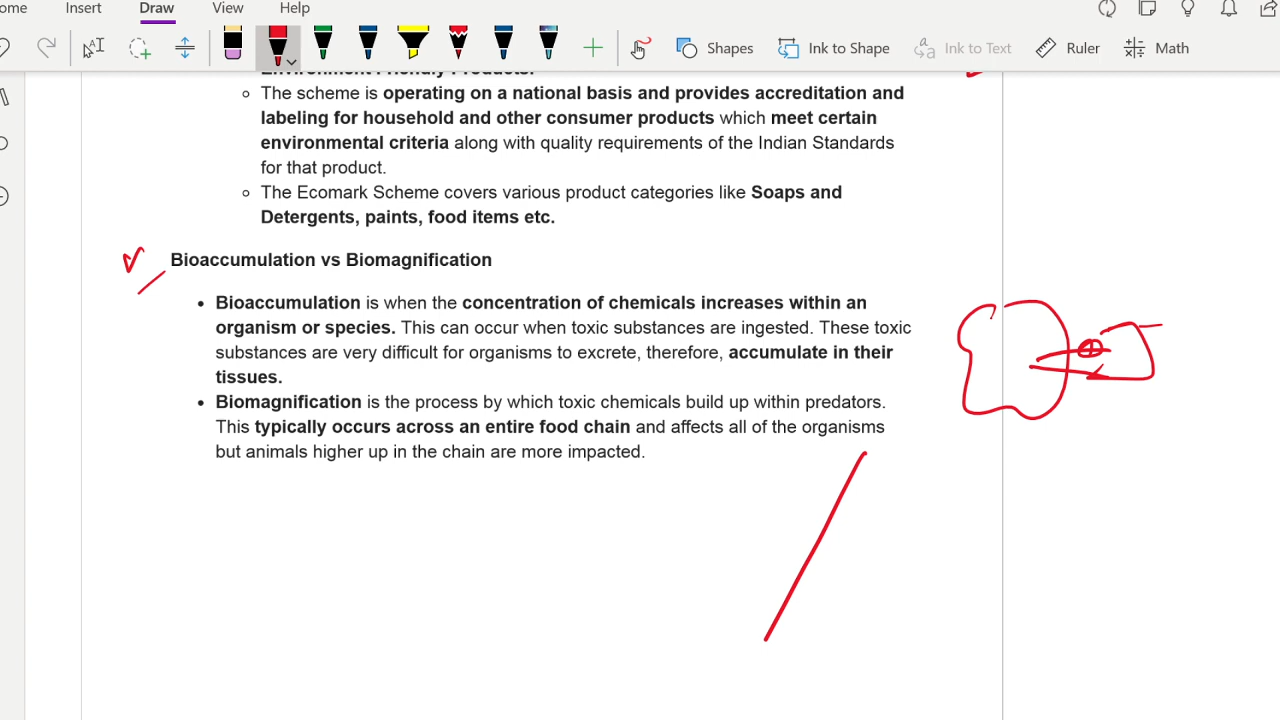 ome Insert Draw View Help
Shapes Ink to Shape Ink to Text Ruler Math
Environment Friendly Products.
The scheme is operating on a national basis and provides accreditation and
labeling for household and other consumer products which meet certain
environmental criteria along with quality requirements of the Indian Standards
for that product.
The Ecomark Scheme covers various product categories like Soaps and
Detergents, paints, food items etc.
Bioaccumulation vs Biomagnification
Bioaccumulation is when the concentration of chemicals increases within an
organism or species. This can occur when toxic substances are ingested. These toxic
substances are very difficult for organisms to excrete, therefore, accumulate in their
tissues.
Biomagnification is the process by which toxic chemicals build up within predators.
This typically occurs across an entire food chain and affects all of the organisms
but animals higher up in the chain are more impacted.